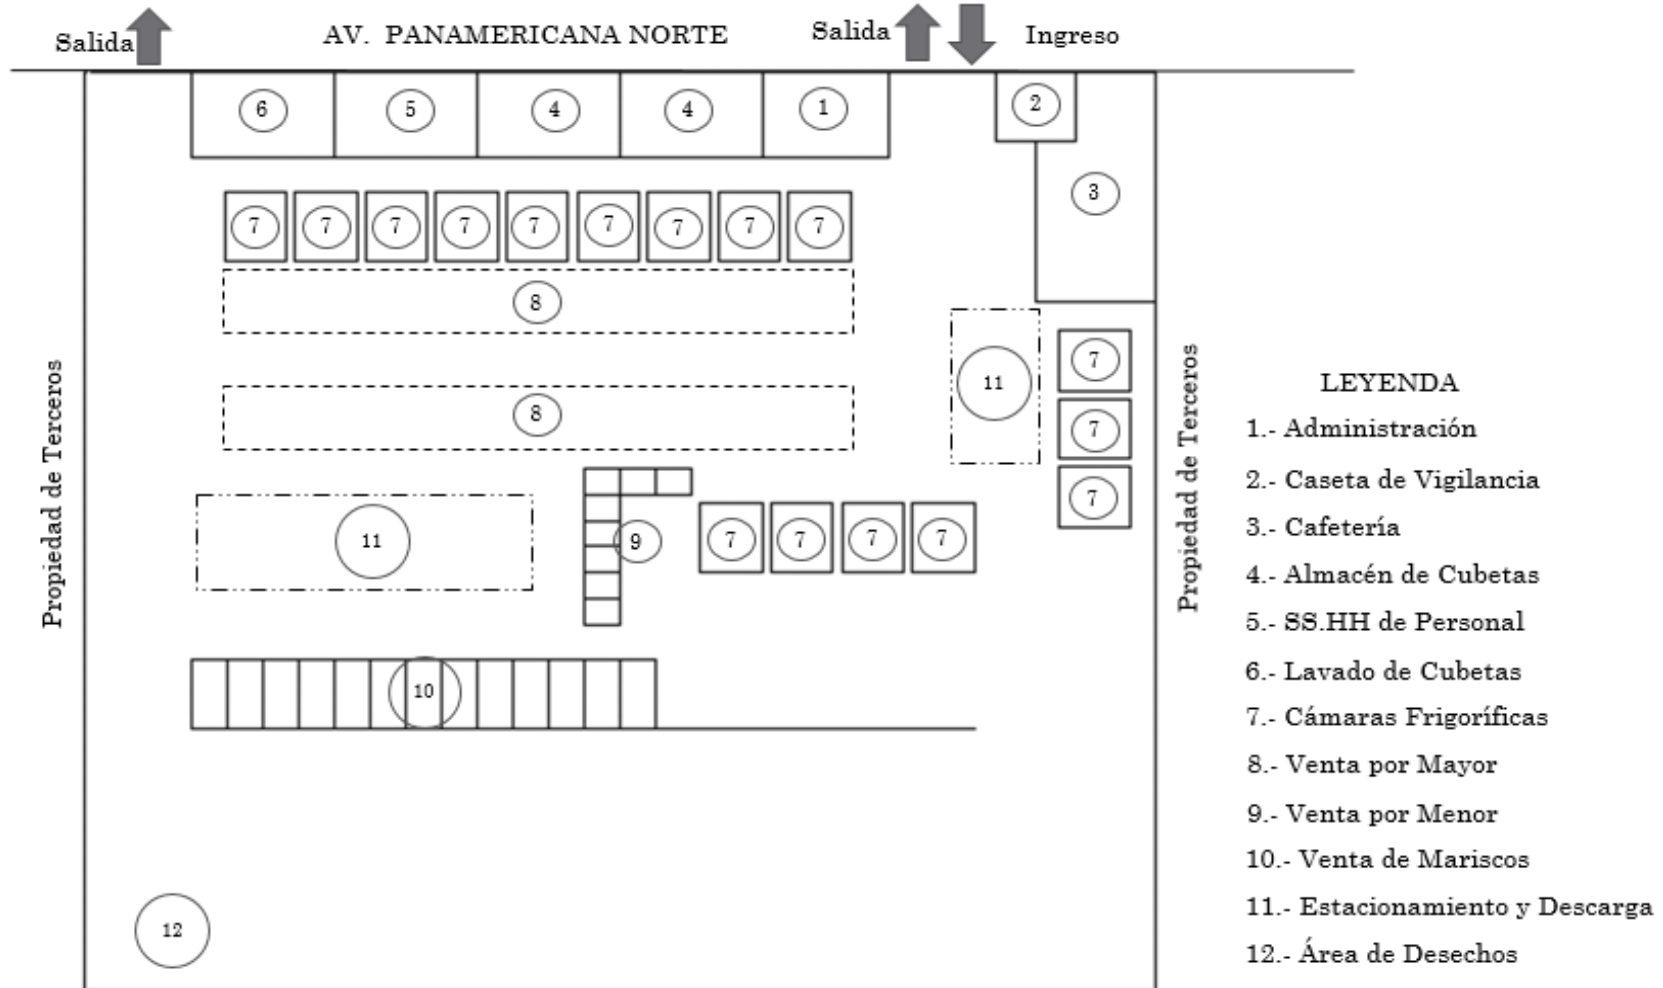 Salida
AV. PANAMERICANA NORTE
Salida
Ingreso
6
5
4
4
1
2
3
7
7
7
7
7
7
7
7
7
8
8
11
7
7
7
11
9
7
7
7
7
10
12
Propiedad de Terceros
Propiedad de Terceros
LEYENDA
1.- Administración
2.- Caseta de Vigilancia
3.- Cafetería
4.- Almacén de Cubetas
5.- SS.HH de Personal
6.- Lavado de Cubetas
7.- Cámaras Frigoríficas
8.- Venta por Mayor
9.- Venta por Menor
10.- Venta de Mariscos
11.- Estacionamiento y Descarga
12.- Área de Desechos